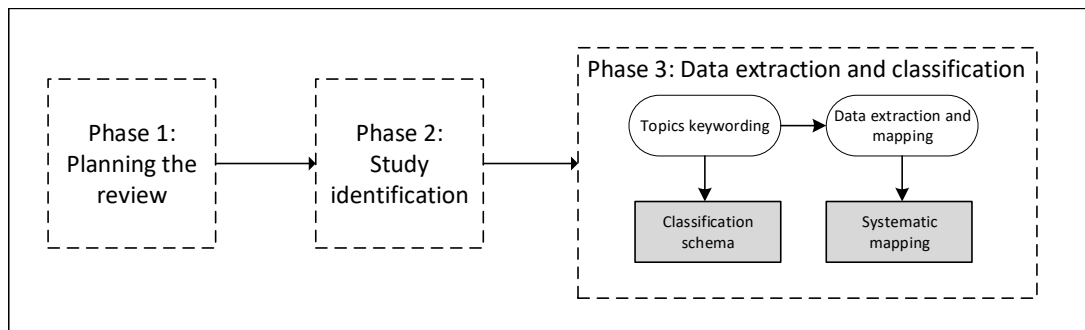 Phase 1:
Planning the
review
Phase 2:
Study
identification
Phase 3: Data extraction and classification
Topics keywording
Data extraction and
mapping
Classification
schema
Systematic
mapping